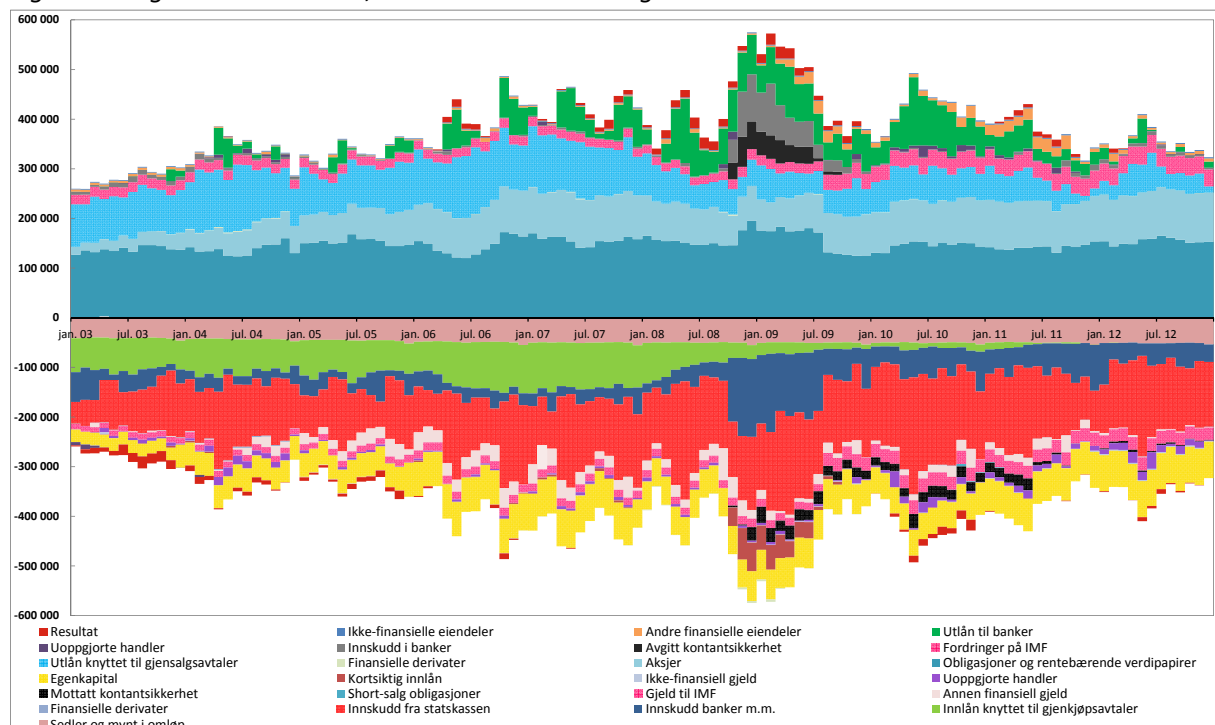 600 000
500 000
400 000
300 000
200 000
100 000
0
jan. 03 jul. 03 jan. 04 jul. 04 jan. 05 jul. 05 jan. 06 jul. 06 jan. 07 jul. 07 jan. 08 jul. 08 jan. 09 jul. 09 jan. 10 jul. 10 jan. 11 jul. 11 jan. 12 jul. 12
-100 000
-200 000
-300 000
-400 000
-500 000
-600 000
Resultat Ikke-finansielle eiendeler Andre finansielle eiendeler Utlån til banker
Uoppgjorte handler Innskudd i banker Avgitt kontantsikkerhet Fordringer på IMF
Utlån knyttet til gjensalgsavtaler Finansielle derivater Aksjer Obligasjoner og rentebærende verdipapirer
Egenkapital Kortsiktig innlån Ikke-finansiell gjeld Uoppgjorte handler
Mottatt kontantsikkerhet Short-salg obligasjoner Gjeld til IMF Annen finansiell gjeld
Finansielle derivater Innskudd fra statskassen Innskudd banker m.m. Innlån knyttet til gjenkjøpsavtaler
Sedler og mynt i omløp